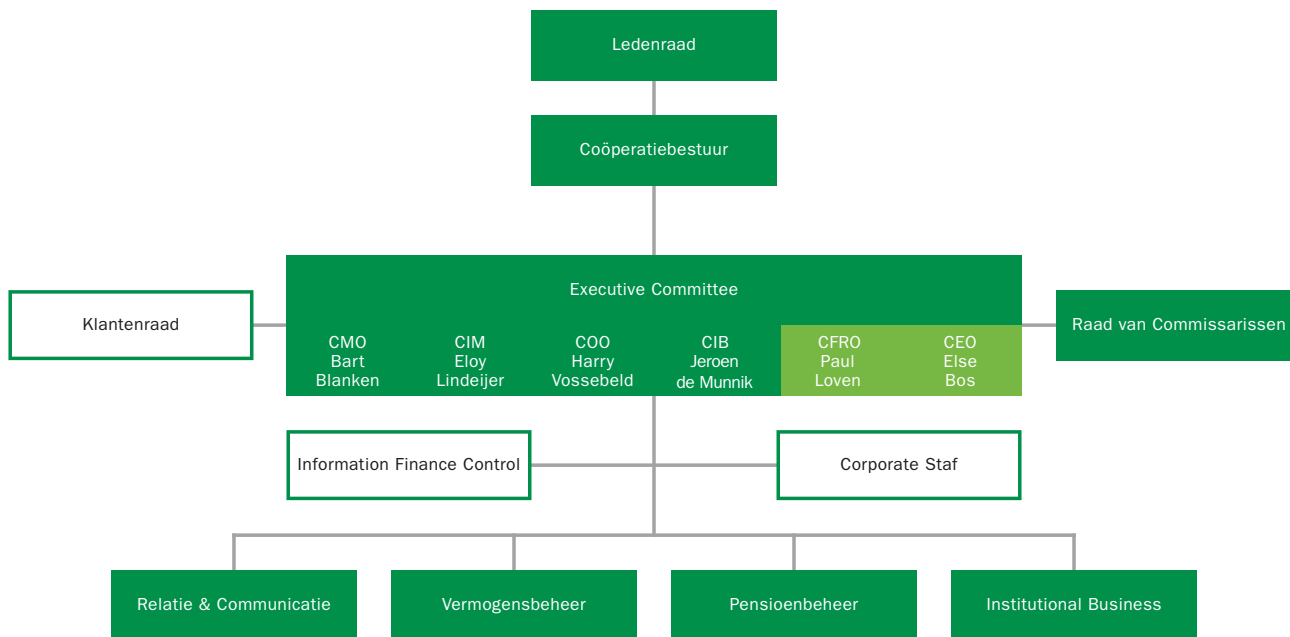 Ledenraad
Coöperatiebestuur
Executive Committee
Klantenraad
Raad van Commissarissen
CMO
Bart
Blanken
CIM
Eloy
Lindeijer
COO
Harry
Vossebeld
CIB
Jeroen
de Munnik
CFRO
Paul
Loven
CEO
Else
Bos
Information Finance Control
Corporate Staf
Relatie & Communicatie
Vermogensbeheer
Pensioenbeheer
Institutional Business